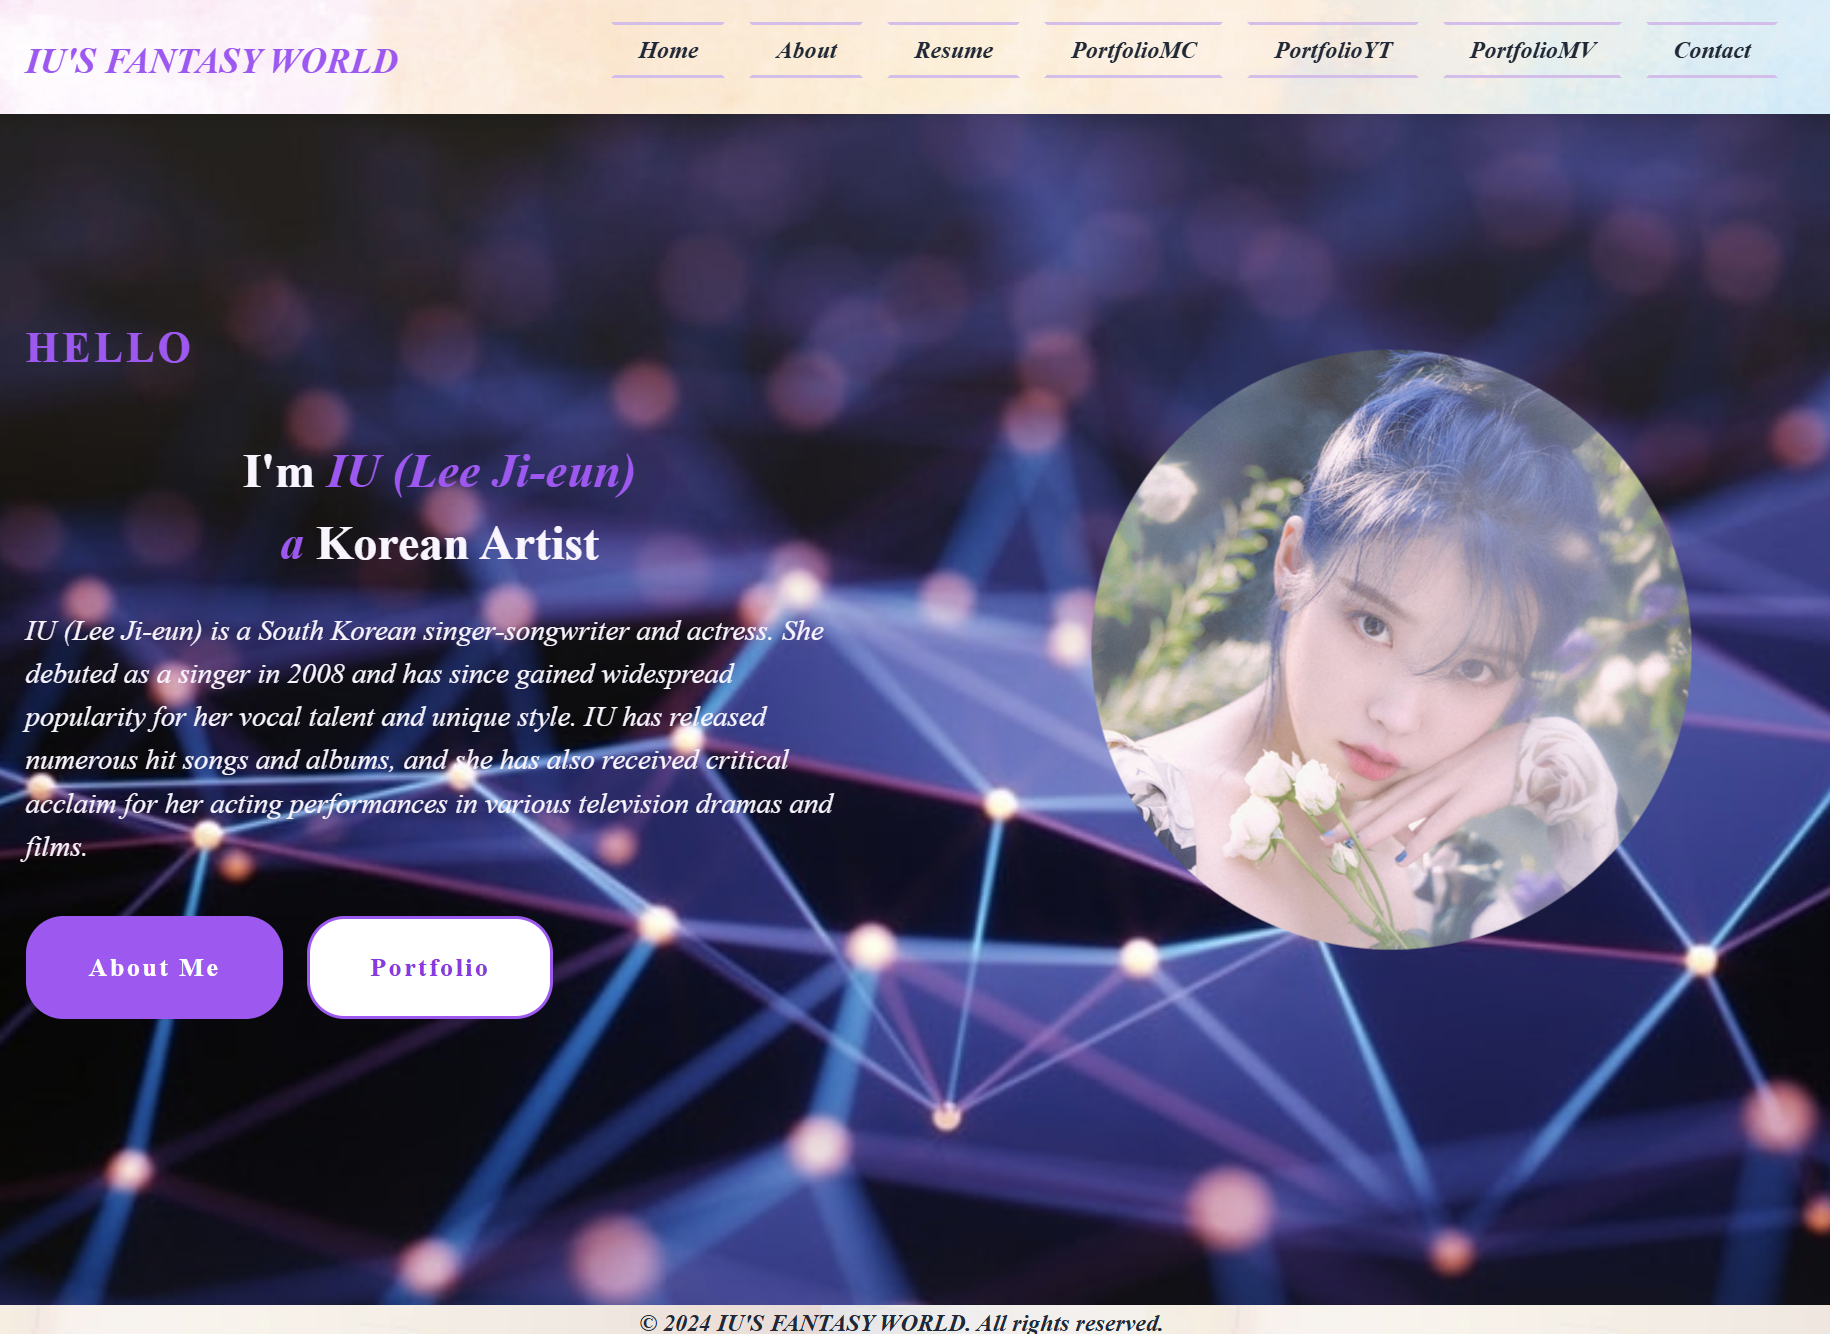 IU'S FANTASY WORLD
Home
About
Resume
PortfolioMC
PortfolioYT
PortfolioMV
Contact
HELLO
I'm IU (Lee Ji-eun)
a Korean Artist
IU (Lee Ji-eun) is a South Korean singer-songwriter and actress. She
debuted as a singer in 2008 and has since gained widespread
popularity for her vocal talent and unique style. IU has released
numerous hit songs and albums, and she has also received critical
acclaim for her acting performances in various television dramas and
films.
About Me
Portfolio
© 2024 IU'S FANTASY WORLD. All rights reserved.